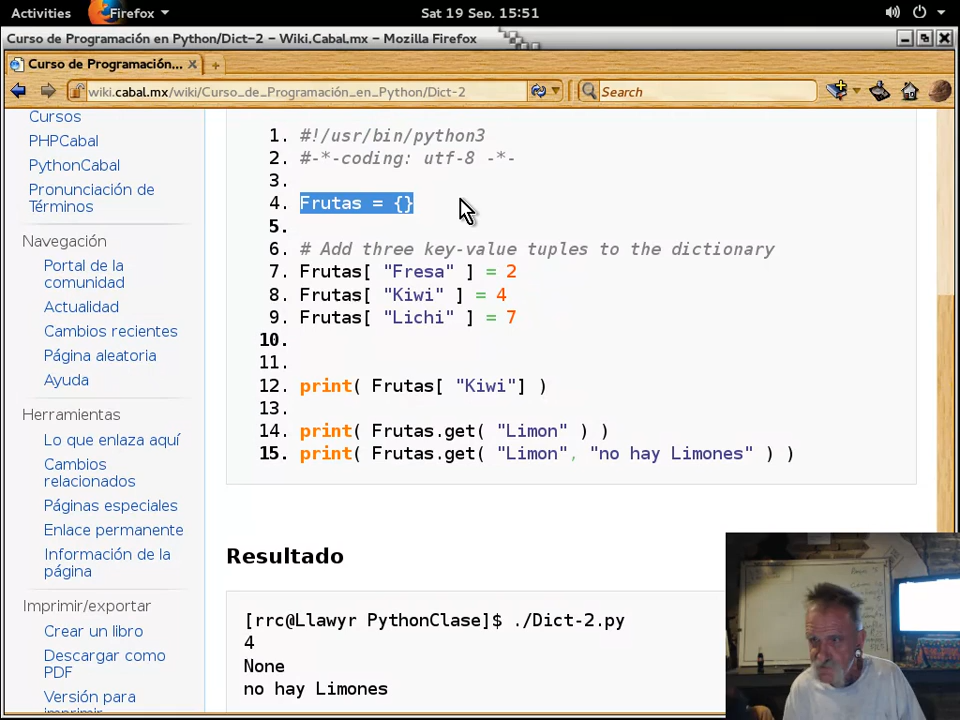 Activities
Firefox
Sat 19 Sep, 15:51
Curso de Programación en Python/Dict-2 – Wiki.Cabal.mx – Mozilla Firefox
Curso de Programación...
wiki.cabal.mx/wiki/Curso_de_Programación_en_Python/Dict-2
Search
Cursos
PHPCabal
PythonCabal
Pronunciación de
Términos
Navegación
Portal de la
comunidad
Actualidad
Cambios recientes
Página aleatoria
Ayuda
Herramientas
Lo que enlaza aquí
Cambios
relacionados
Páginas especiales
Enlace permanente
Información de la
página
Imprimir/exportar
Crear un libro
Descargar como
PDF
Versión para
1. #!/usr/bin/python3
2. #-*-coding: utf-8 -*-
3.
4. Frutas = {}
5.
6. # Add three key-value tuples to the dictionary
7. Frutas[ "Fresa" ] = 2
8. Frutas[ "Kiwi" ] = 4
9. Frutas[ "Lichi" ] = 7
10.
11.
12. print( Frutas[ "Kiwi"] )
13.
14. print( Frutas.get( "Limon" ) )
15. print( Frutas.get( "Limon", "no hay Limones" ) )
Resultado
[rrc@Llawyr PythonClase]$ ./Dict-2.py
4
None
no hay Limones